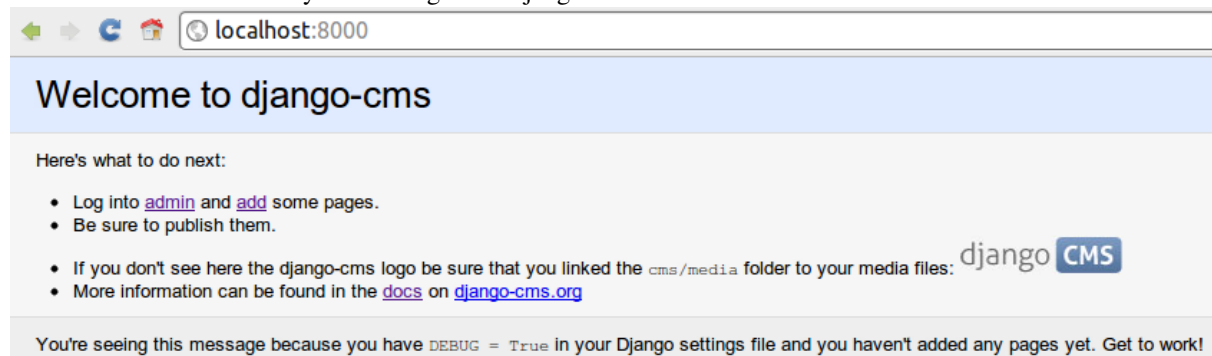 localhost:8000
Welcome to django-cms
Here's what to do next:
Log into admin and add some pages.
Be sure to publish them.
If you don't see here the django-cms logo be sure that you linked the cms/media folder to your media files: django CMS
More information can be found in the docs on django-cms.org
You're seeing this message because you have DEBUG = True in your Django settings file and you haven't added any pages yet. Get to work!